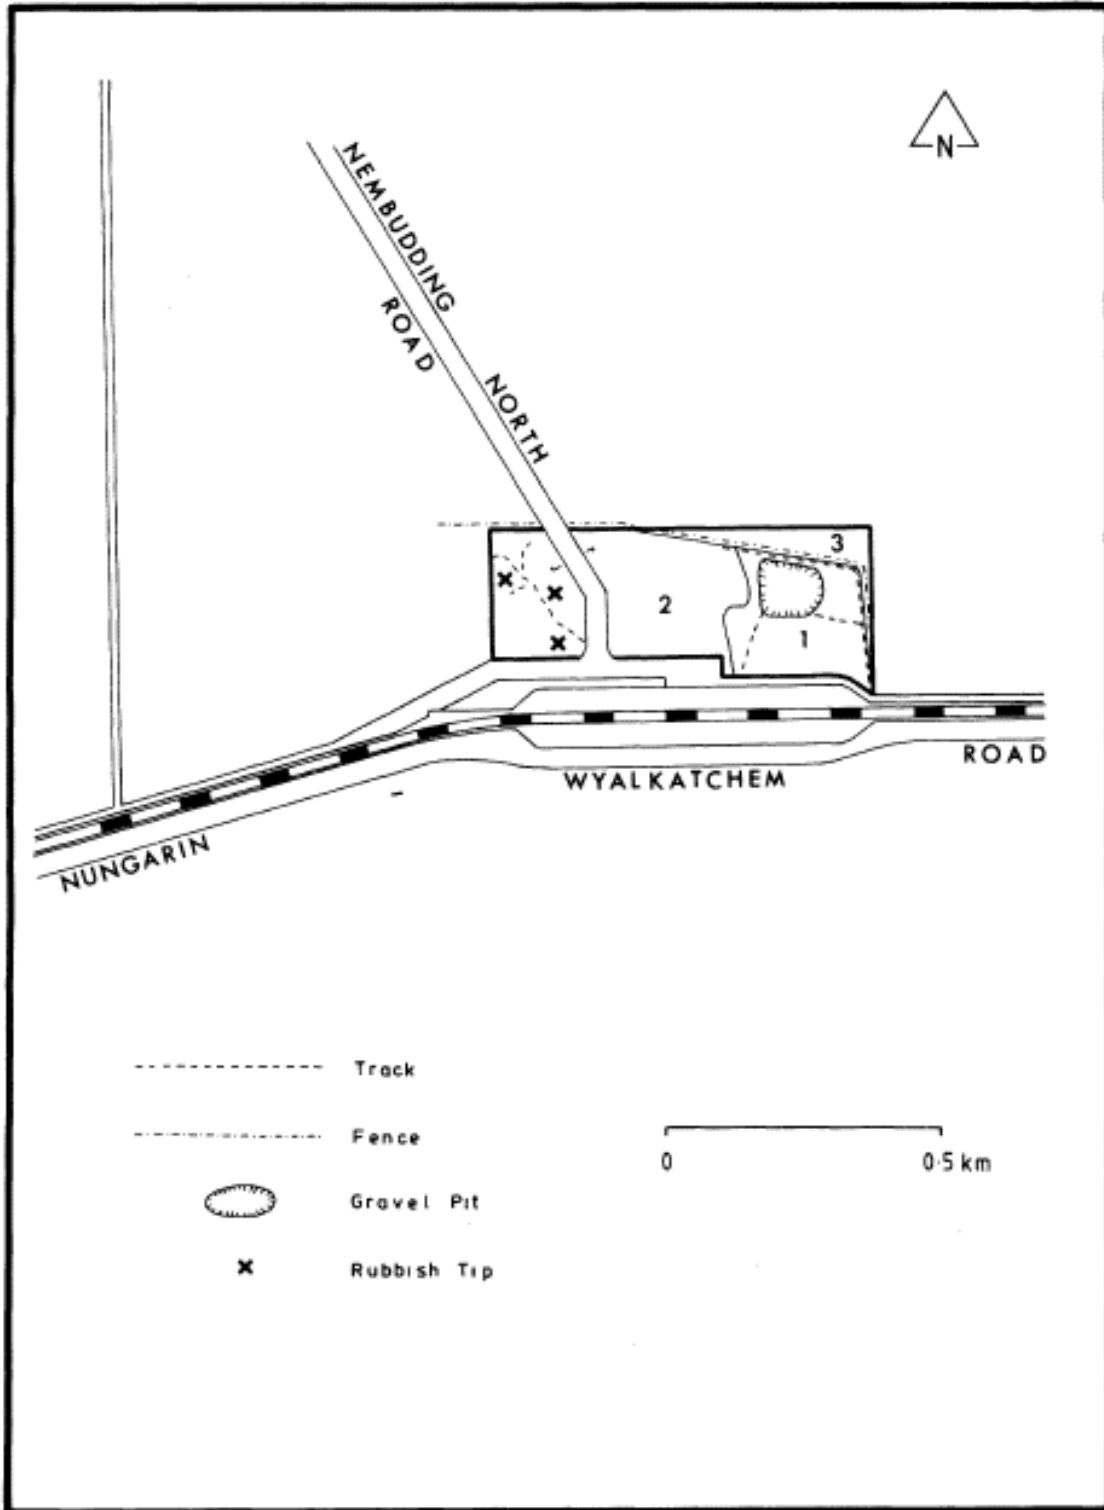 N
NEMBUDDING
ROAD
NORTH
3
2
1
ROAD
WYALKATCHEM
NUNGARIN
Track
Fence
0 0·5 km
Gravel Pit
Rubbish Tip